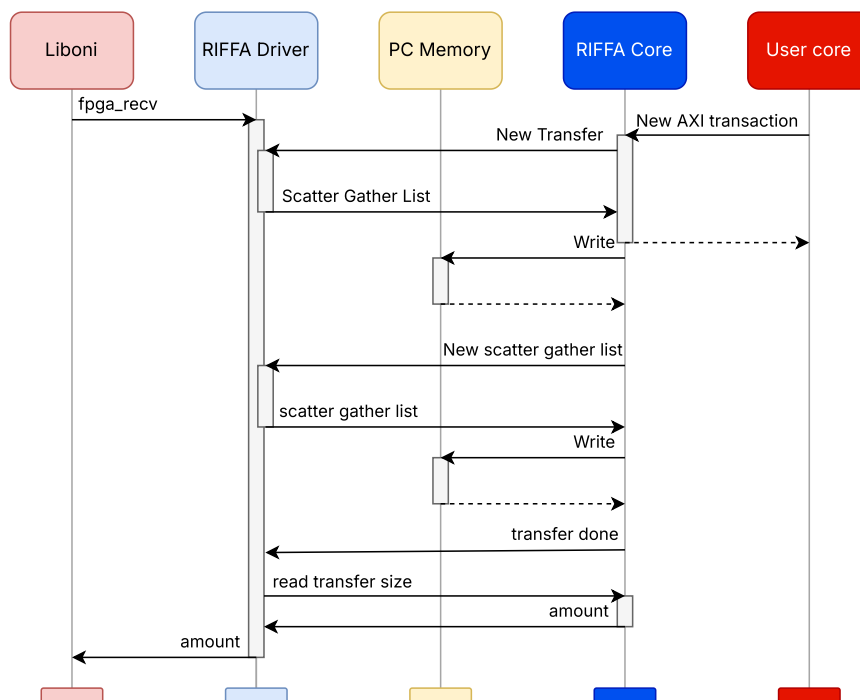 Liboni
RIFFA Driver
PC Memory
RIFFA Core
User core
fpga_recv
New AXI transaction
New Transfer
Scatter Gather List
Write
New scatter gather list
scatter gather list
Write
transfer done
read transfer size
amount
amount